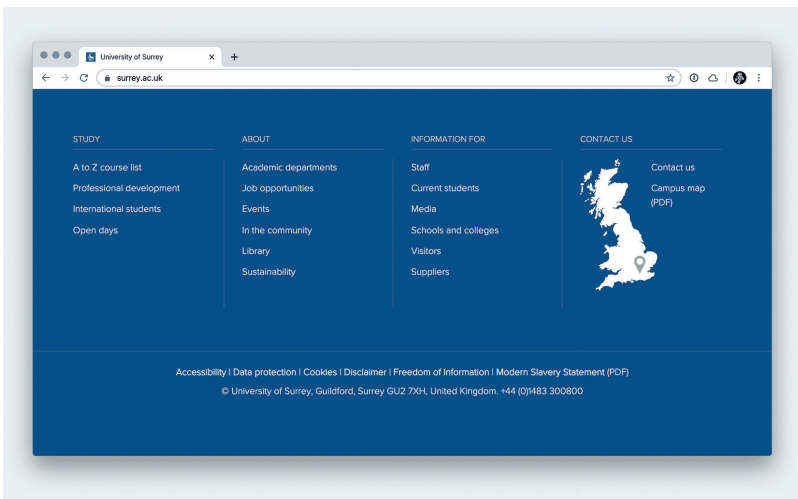 University of Surrey
surrey.ac.uk
STUDY
A to Z course list
Professional development
International students
Open days
ABOUT
Academic departments
Job opportunities
Events
In the community
Library
Sustainability
INFORMATION FOR
Staff
Current students
Media
Schools and colleges
Visitors
Suppliers
CONTACT US
Contact us
Campus map
(PDF)
Accessibility | Data protection | Cookies | Disclaimer | Freedom of Information | Modern Slavery Statement (PDF)
© University of Surrey, Guildford, Surrey GU2 7XH, United Kingdom. +44 (0)1483 300800